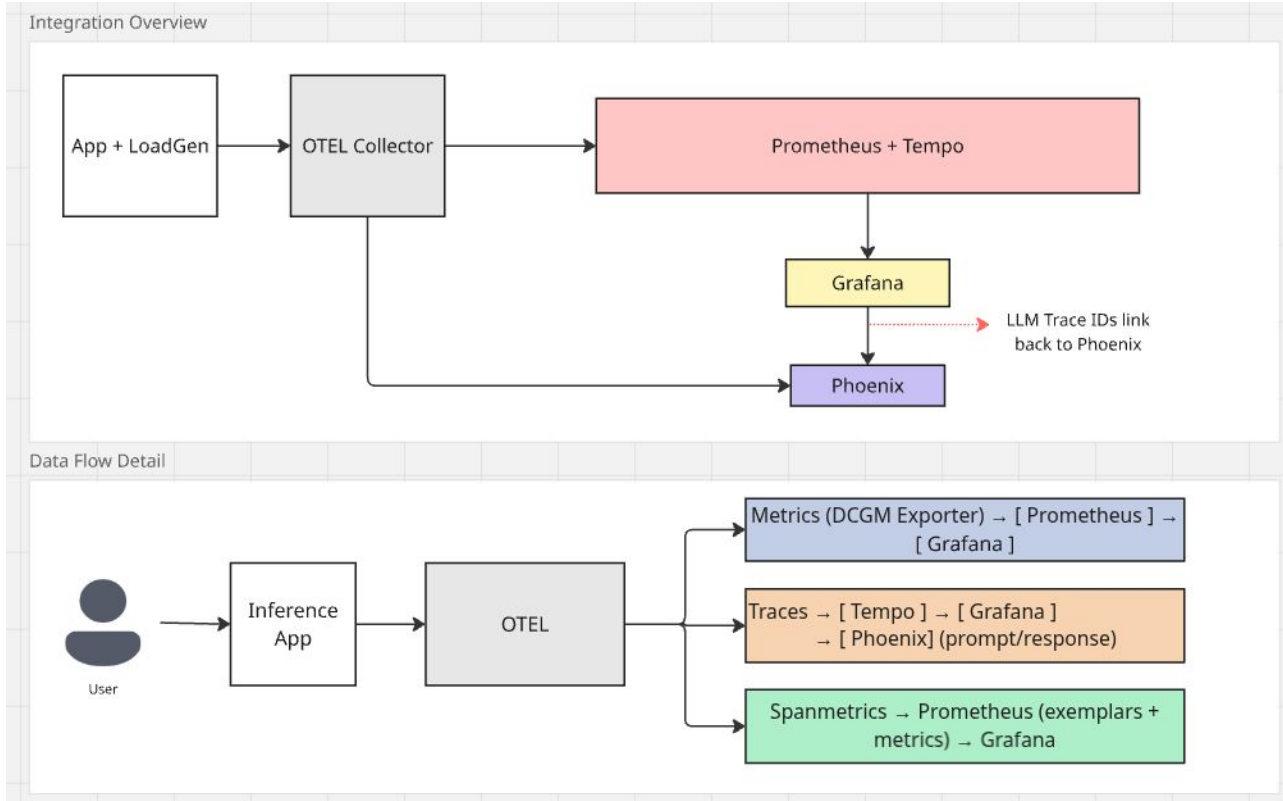 Integration Overview
App + LoadGen
OTEL Collector
Prometheus + Tempo
Grafana
LLM Trace IDs link
back to Phoenix
Phoenix
Data Flow Detail
User
Inference
App
OTEL
Metrics (DCGM Exporter) → [ Prometheus ] →
[ Grafana ]
Traces → [ Tempo ] → [ Grafana ]
→ [ Phoenix] (prompt/response)
Spanmetrics → Prometheus (exemplars +
metrics) → Grafana